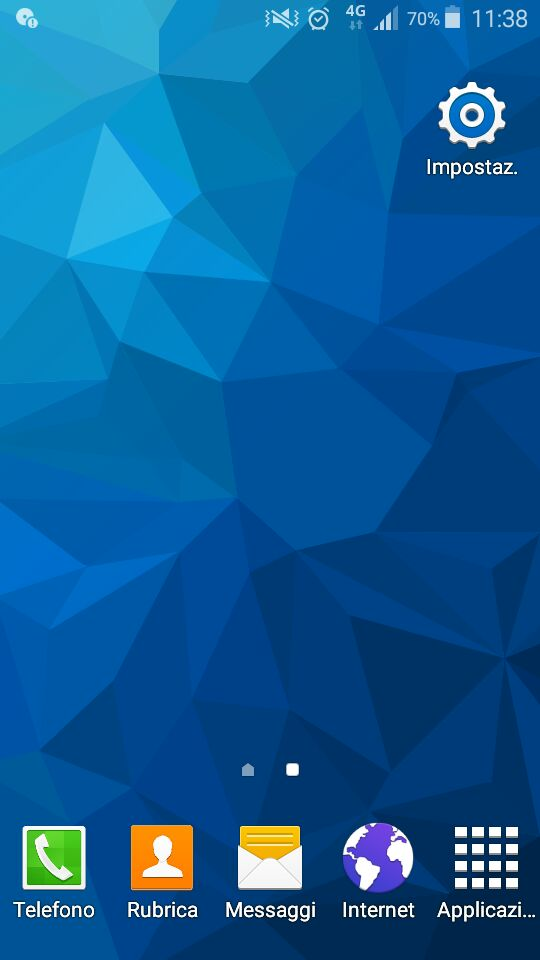 4G 70% 11:38
Impostaz.
Telefono Rubrica Messaggi Internet Applicazi...